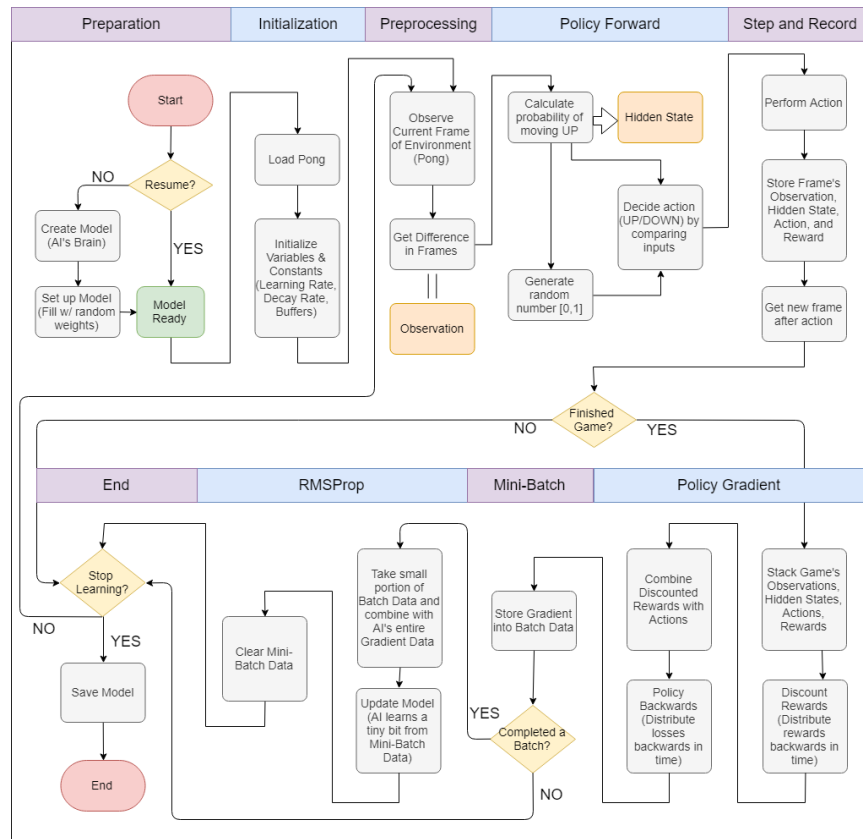 Preparation
Initialization
Preprocessing
Policy Forward
Step and Record
Start
Resume?
NO
YES
Create Model
(AI's Brain)
Set up Model
(Fill w/ random
weights)
Model
Ready
Load Pong
Initialize
Variables &
Constants
(Learning Rate,
Decay Rate,
Buffers)
Observe
Current Frame
of Environment
(Pong)
Get Difference
in Frames
Observation
Calculate
probability of
moving UP
Hidden State
Decide action
(UP/DOWN) by
comparing
inputs
Generate
random
number [0,1]
Perform Action
Store Frame's
Observation,
Hidden State,
Action, and
Reward
Get new frame
after action
Finished
Game?
NO
YES
End
RMSProp
Mini-Batch
Policy Gradient
Stop
Learning?
NO
YES
Save Model
End
Clear Mini-
Batch Data
Take small
portion of
Batch Data and
combine with
AI's entire
Gradient Data
Update Model
(AI learns a
tiny bit from
Mini-Batch
Data)
Store Gradient
into Batch Data
YES
Completed a
Batch?
NO
Combine
Discounted
Rewards with
Actions
Policy
Backwards
(Distribute
losses
backwards in
time)
Stack Game's
Observations,
Hidden States,
Actions,
Rewards
Discount
Rewards
(Distribute
rewards
backwards in
time)